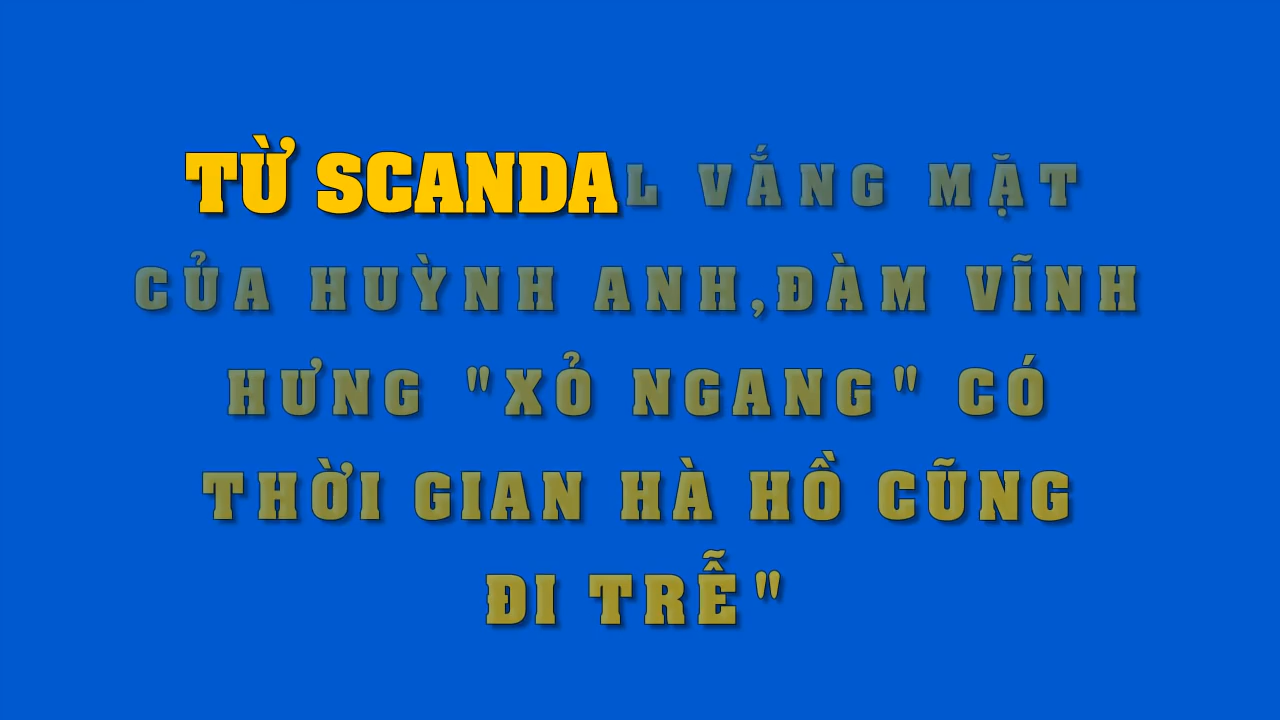 TỪ SCANDAL VẮNG MẶT
CỦA HUỲNH ANH,ĐÀM VĨNH
HƯNG "XỎ NGANG" CÓ
THỜI GIAN HÀ HỒ CŨNG
ĐI TRỄ"